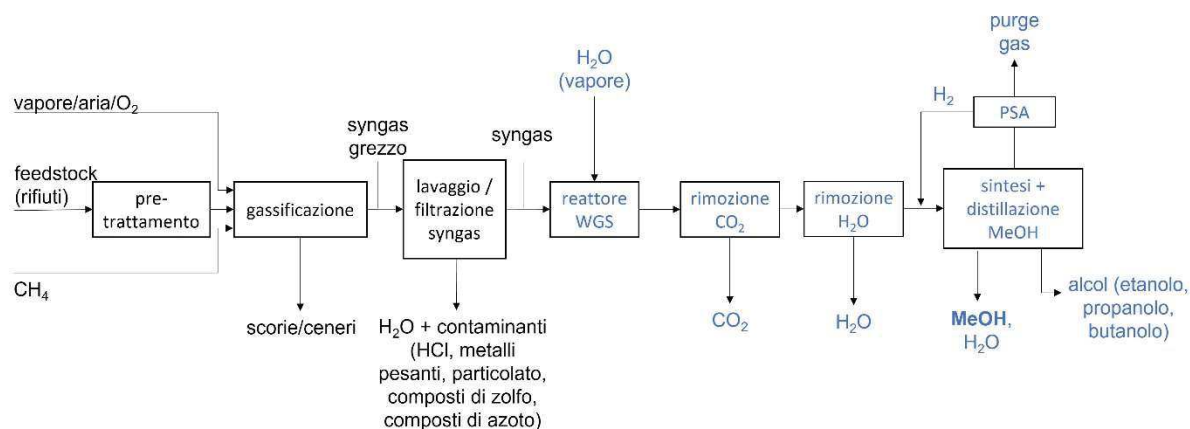 purge
gas
H₂O
(vapore)
H₂
PSA
vapore/aria/O₂
syngas
grezzo
syngas
feedstock
(rifiuti)
pre-
trattamento
gassificazione
lavaggio /
filtrazione
syngas
reattore
WGS
rimozione
CO₂
rimozione
H₂O
sintesi +
distillazione
MeOH
CH₄
scorie/ceneri
H₂O + contaminanti
(HCl, metalli
pesanti, particolato,
composti di zolfo,
composti di azoto)
CO₂
H₂O
MeOH,
H₂O
alcol (etanolo,
propanolo,
butanolo)